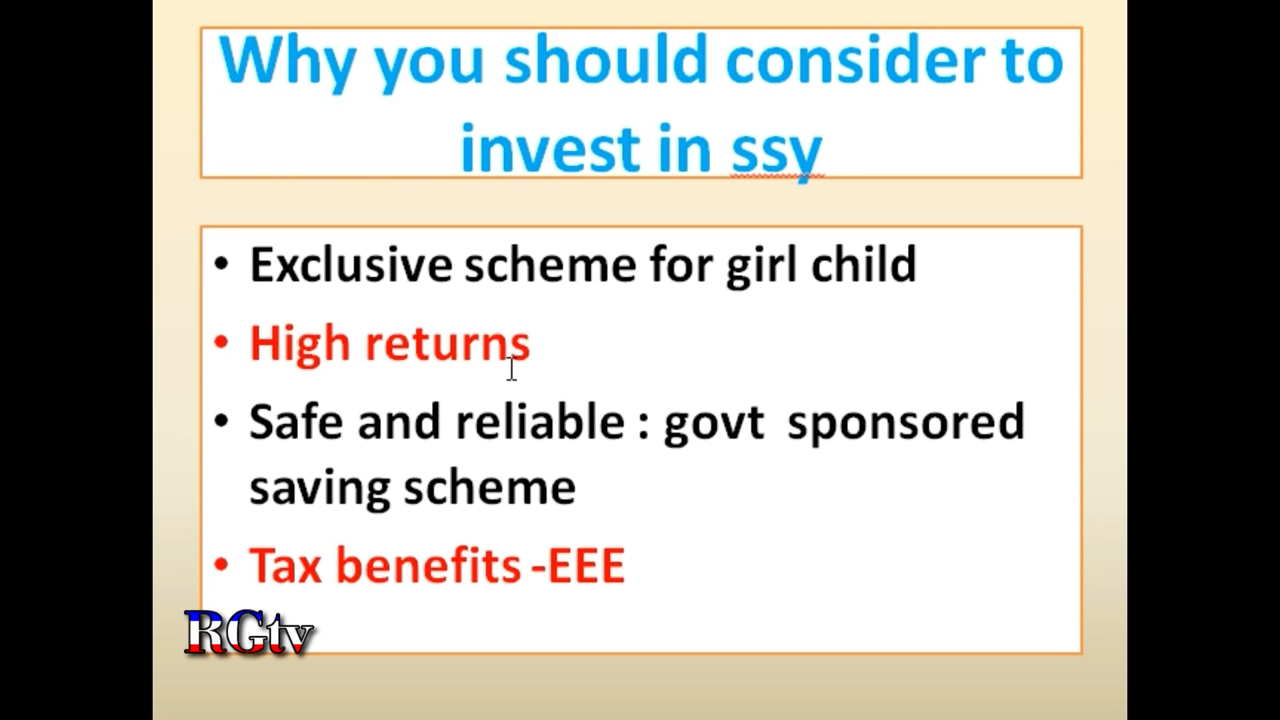 Why you should consider to
invest in ssy
• Exclusive scheme for girl child
• High returns
• Safe and reliable : govt sponsored
saving scheme
• Tax benefits -EEE
RGtv